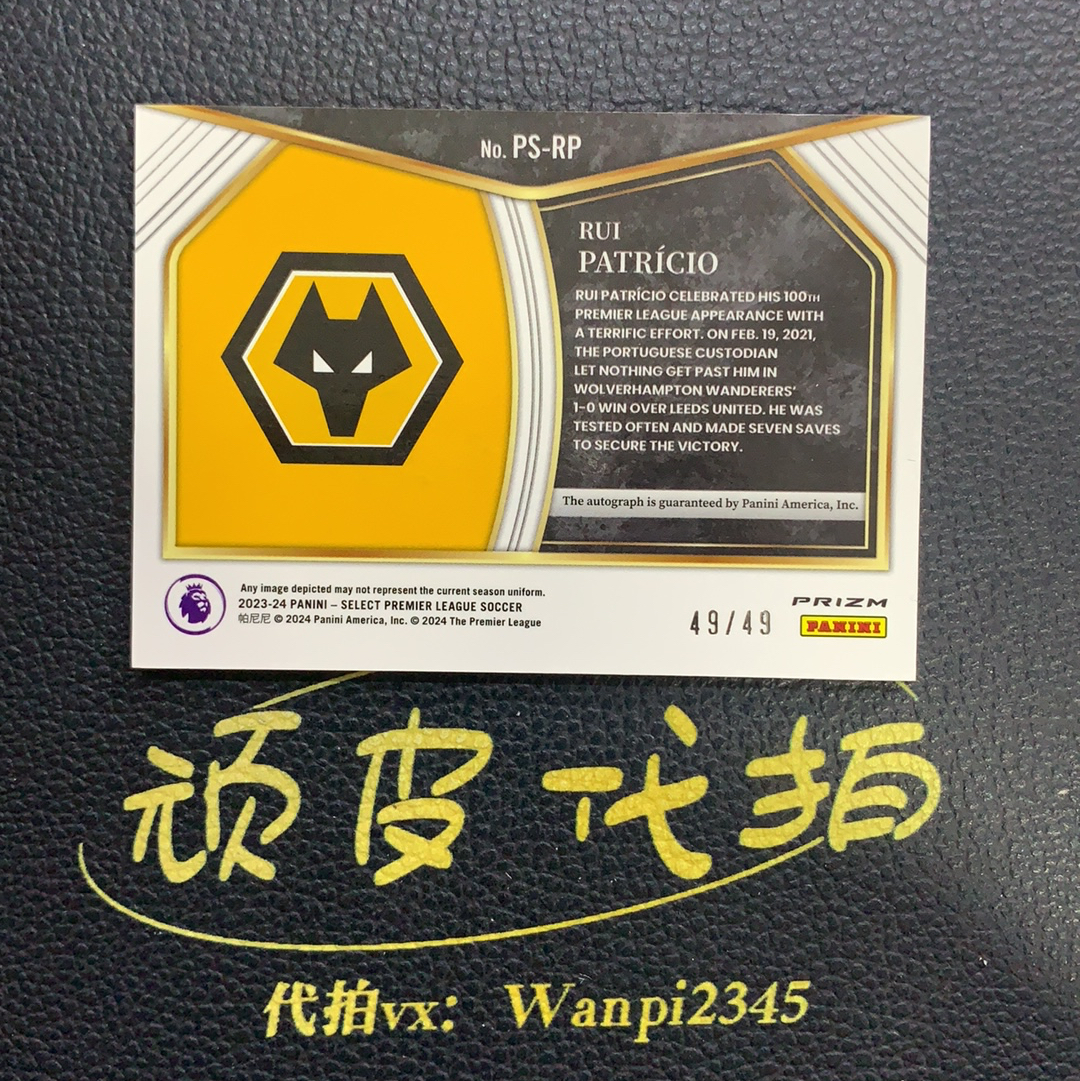 No. PS-RP
RUI
PATRÍCIO
RUI PATRÍCIO CELEBRATED HIS 100TH
PREMIER LEAGUE APPEARANCE WITH
A TERRIFIC EFFORT. ON FEB. 19, 2021,
THE PORTUGUESE CUSTODIAN
LET NOTHING GET PAST HIM IN
WOLVERHAMPTON WANDERERS'
1-0 WIN OVER LEEDS UNITED. HE WAS
TESTED OFTEN AND MADE SEVEN SAVES
TO SECURE THE VICTORY.
The autograph is guaranteed by Panini America, Inc.
Any image depicted may not represent the current season uniform.
2023-24 PANINI – SELECT PREMIER LEAGUE SOCCER
帕尼尼 © 2024 Panini America, Inc. © 2024 The Premier League
49/49
PRIZM
PANINI
顽皮代拍
代拍vx: Wanpi2345